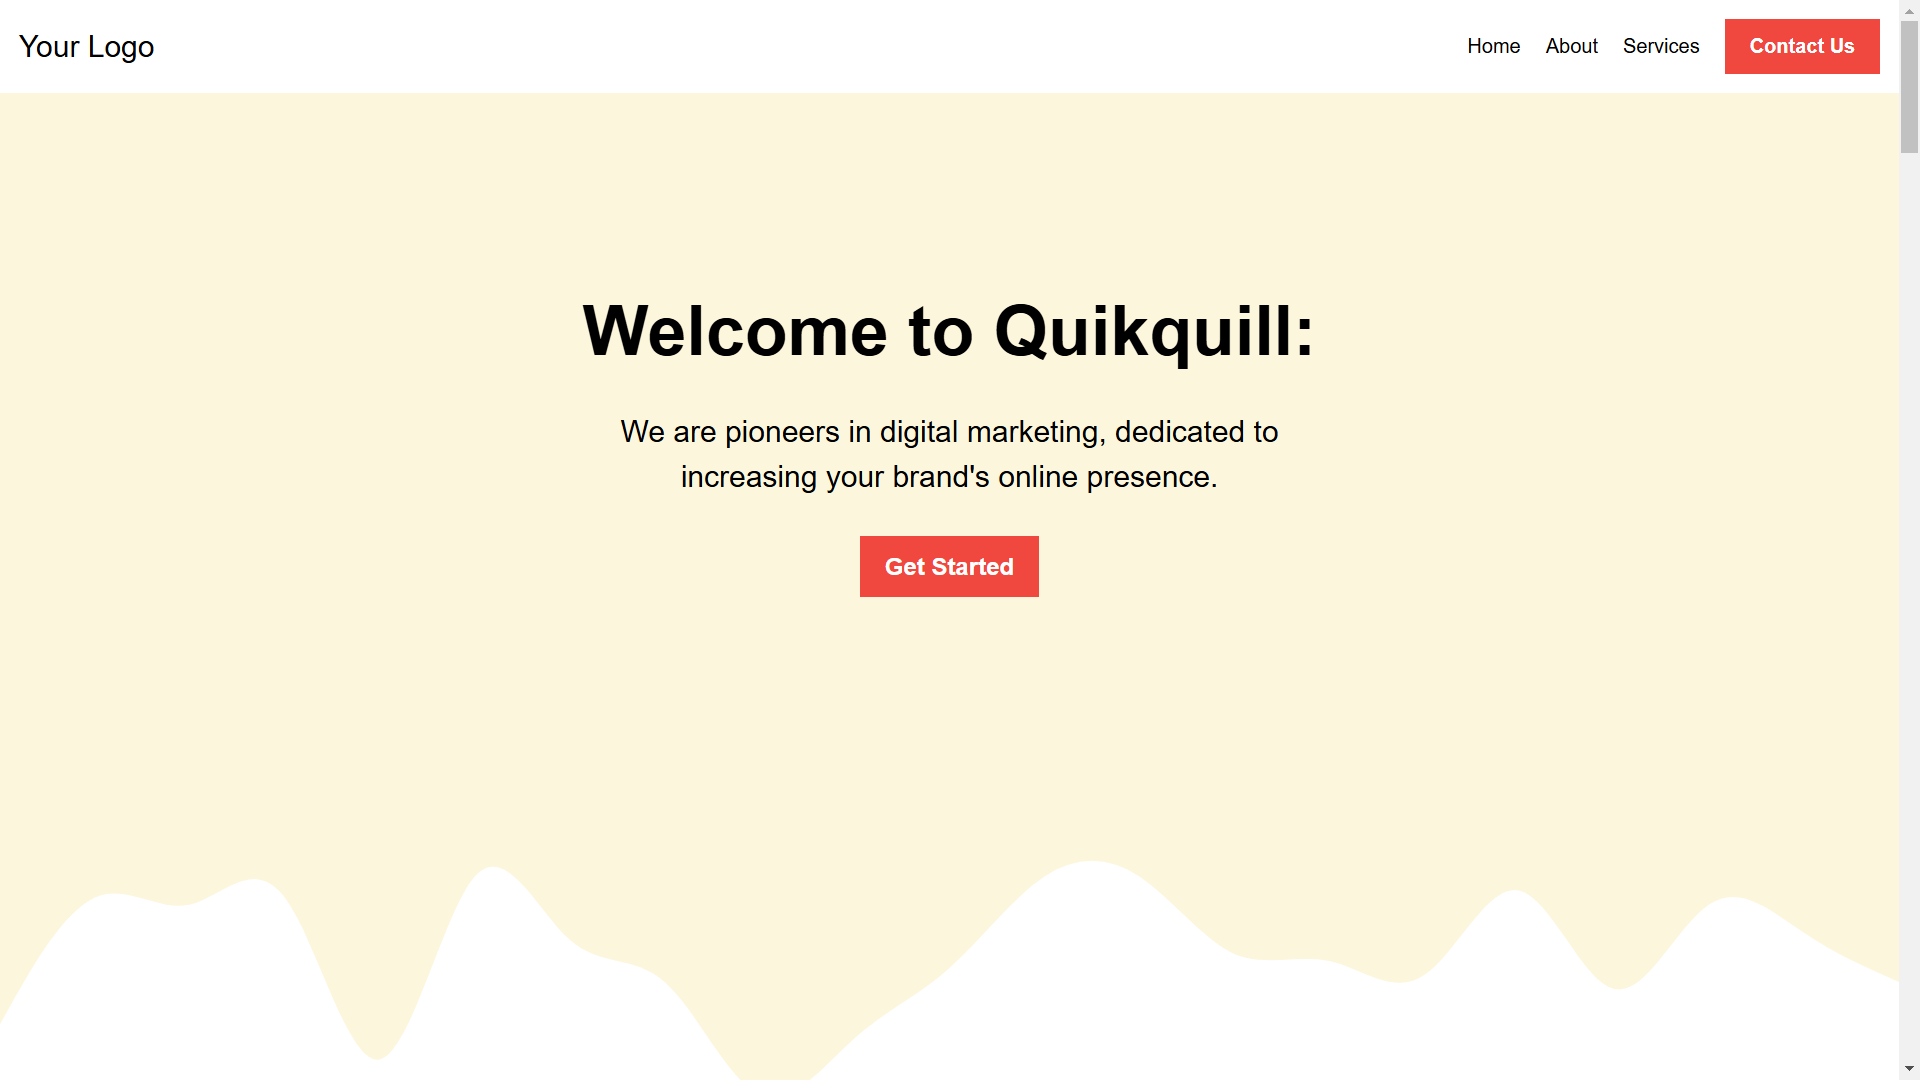 Your Logo
Home
About
Services
Contact Us
Welcome to Quikquill:
We are pioneers in digital marketing, dedicated to
increasing your brand's online presence.
Get Started